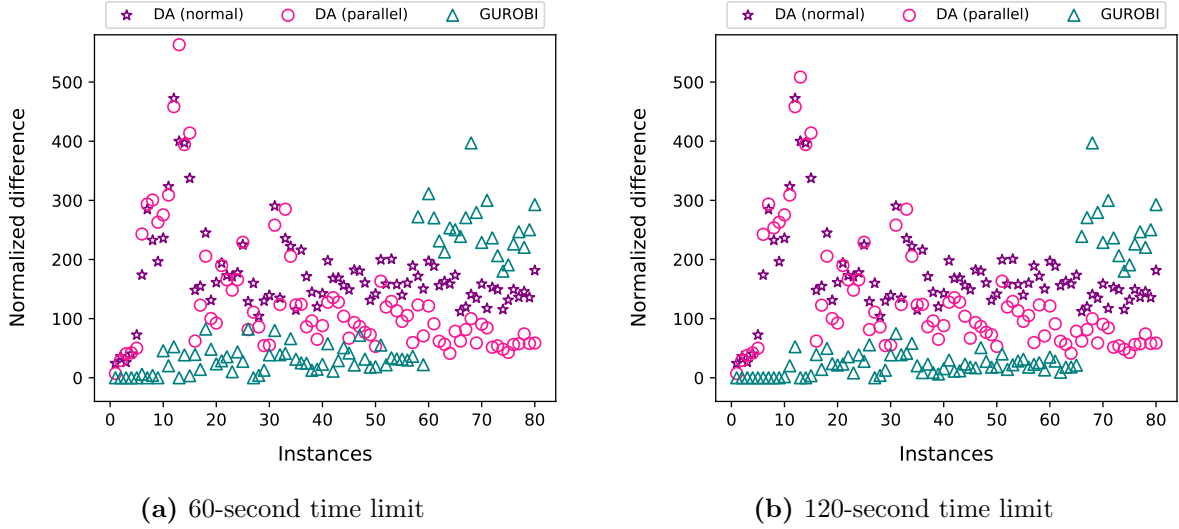 DA (normal) DA (parallel) GUROBI
500
400
300
200
100
0
Normalized difference
0 10 20 30 40 50 60 70 80
Instances
(a) 60-second time limit
DA (normal) DA (parallel) GUROBI
500
400
300
200
100
0
Normalized difference
0 10 20 30 40 50 60 70 80
Instances
(b) 120-second time limit